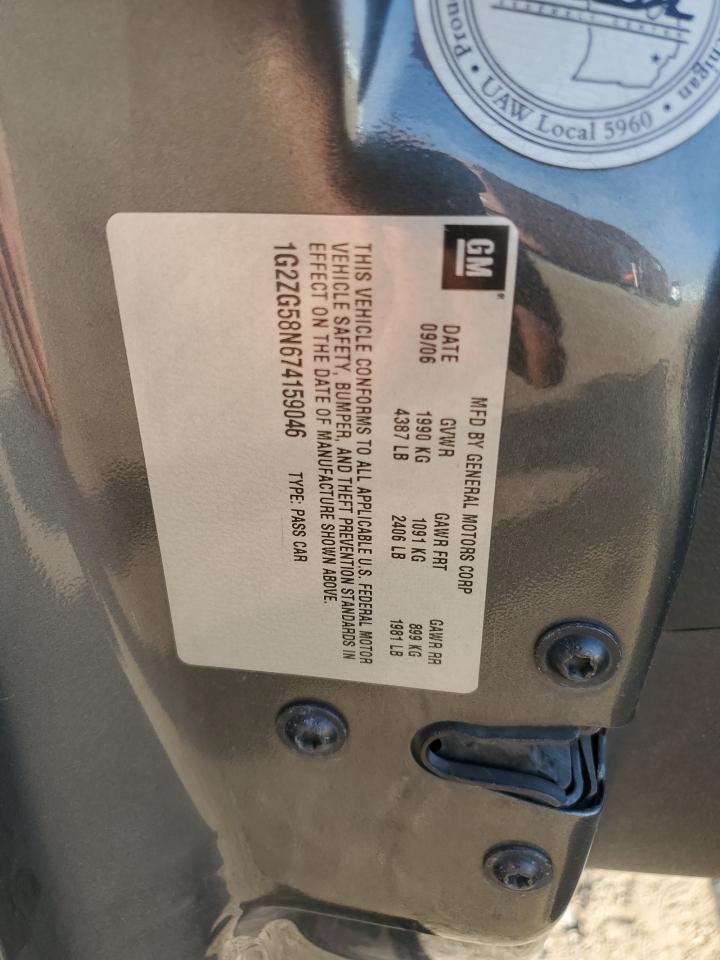 ASSEMBLY CENTER
• UAW Local 5960 •
GM®
MFD BY GENERAL MOTORS CORP
DATE GVWR GAWR FRT GAWR RR
09/06 1990 KG 1091 KG 899 KG
4387 LB 2406 LB 1981 LB
THIS VEHICLE CONFORMS TO ALL APPLICABLE U.S. FEDERAL MOTOR
VEHICLE SAFETY, BUMPER, AND THEFT PREVENTION STANDARDS IN
EFFECT ON THE DATE OF MANUFACTURE SHOWN ABOVE.
1G2ZG58N674159046 TYPE: PASS CAR